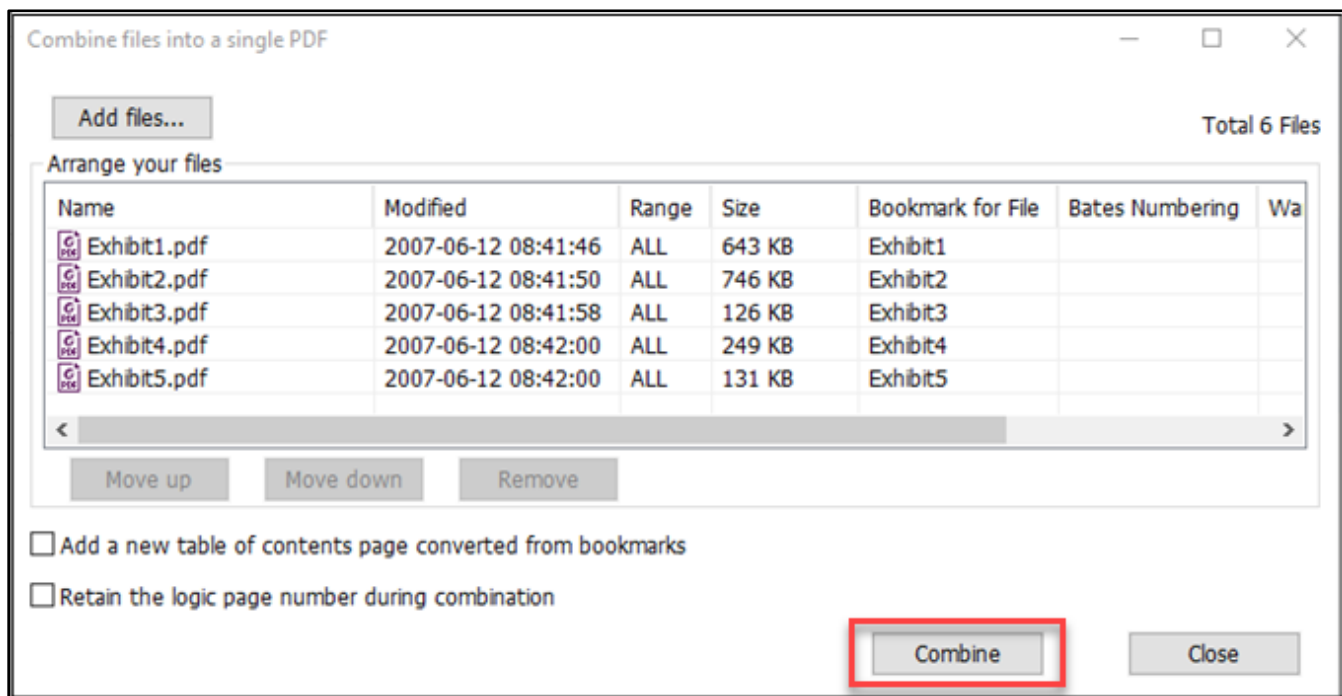 Combine files into a single PDF
Add files...
Total 6 Files
Arrange your files
Name Modified Range Size Bookmark for File Bates Numbering Wa
Exhibit1.pdf 2007-06-12 08:41:46 ALL 643 KB Exhibit1
Exhibit2.pdf 2007-06-12 08:41:50 ALL 746 KB Exhibit2
Exhibit3.pdf 2007-06-12 08:41:58 ALL 126 KB Exhibit3
Exhibit4.pdf 2007-06-12 08:42:00 ALL 249 KB Exhibit4
Exhibit5.pdf 2007-06-12 08:42:00 ALL 131 KB Exhibit5
Move up Move down Remove
Add a new table of contents page converted from bookmarks
Retain the logic page number during combination
Combine Close